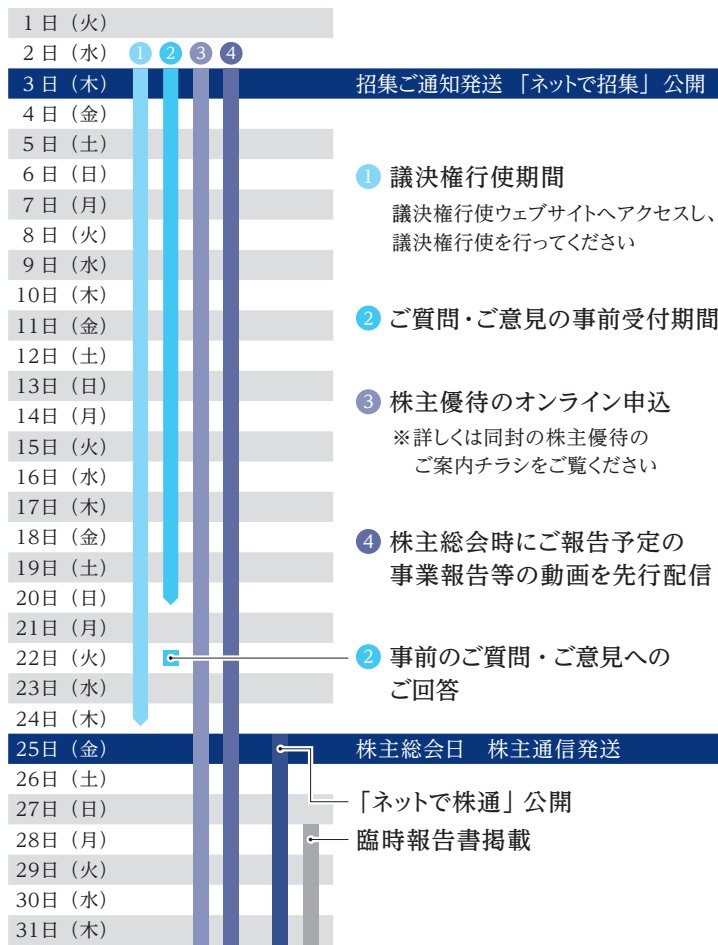 1日（火）
2日（水） 1 2 3 4
3日（木） 招集ご通知発送 「ネットで招集」 公開
4日（金）
5日（土）
6日（日） 1 議決権行使期間
7日（月） 議決権行使ウェブサイトへアクセスし、
8日（火） 議決権行使を行ってください
9日（水）
10日（木）
11日（金） 2 ご質問・ご意見の事前受付期間
12日（土）
13日（日） 3 株主優待のオンライン申込
14日（月） ※詳しくは同封の株主優待の
15日（火） ご案内チラシをご覧ください
16日（水）
17日（木）
18日（金） 4 株主総会時にご報告予定の
19日（土） 事業報告等の動画を先行配信
20日（日）
21日（月）
22日（火） 2 事前のご質問・ご意見への
23日（水） ご回答
24日（木）
25日（金） 株主総会日 株主通信発送
26日（土）
27日（日） 「ネットで株通」 公開
28日（月） 臨時報告書掲載
29日（火）
30日（水）
31日（木）